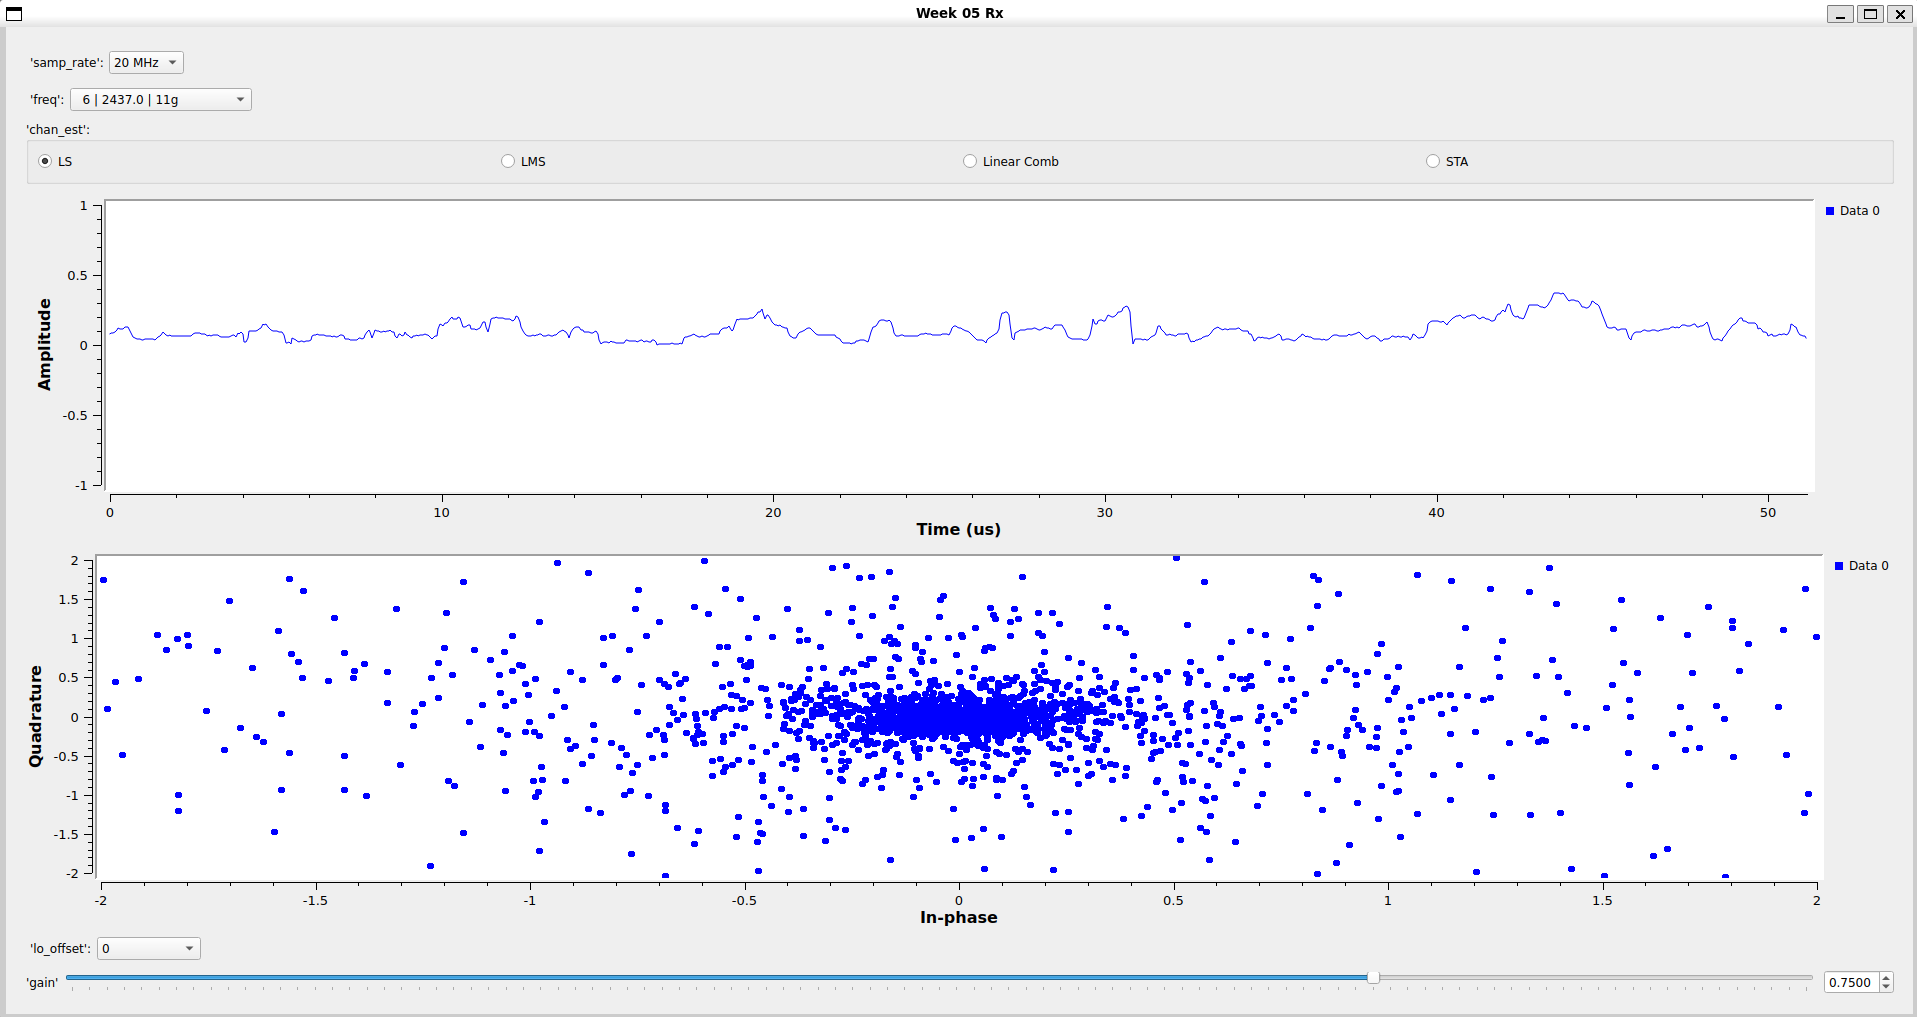 Week 05 Rx
'samp_rate': 20 MHz
'freq': 6 | 2437.0 | 11g
'chan_est':
LS LMS Linear Comb STA
1
0.5
0
-0.5
-1
Amplitude
Data 0
0 10 20 30 40 50
Time (us)
2
1.5
1
0.5
0
-0.5
-1
-1.5
-2
Quadrature
Data 0
-2 -1.5 -1 -0.5 0 0.5 1 1.5 2
In-phase
'lo_offset': 0
'gain' 0.7500